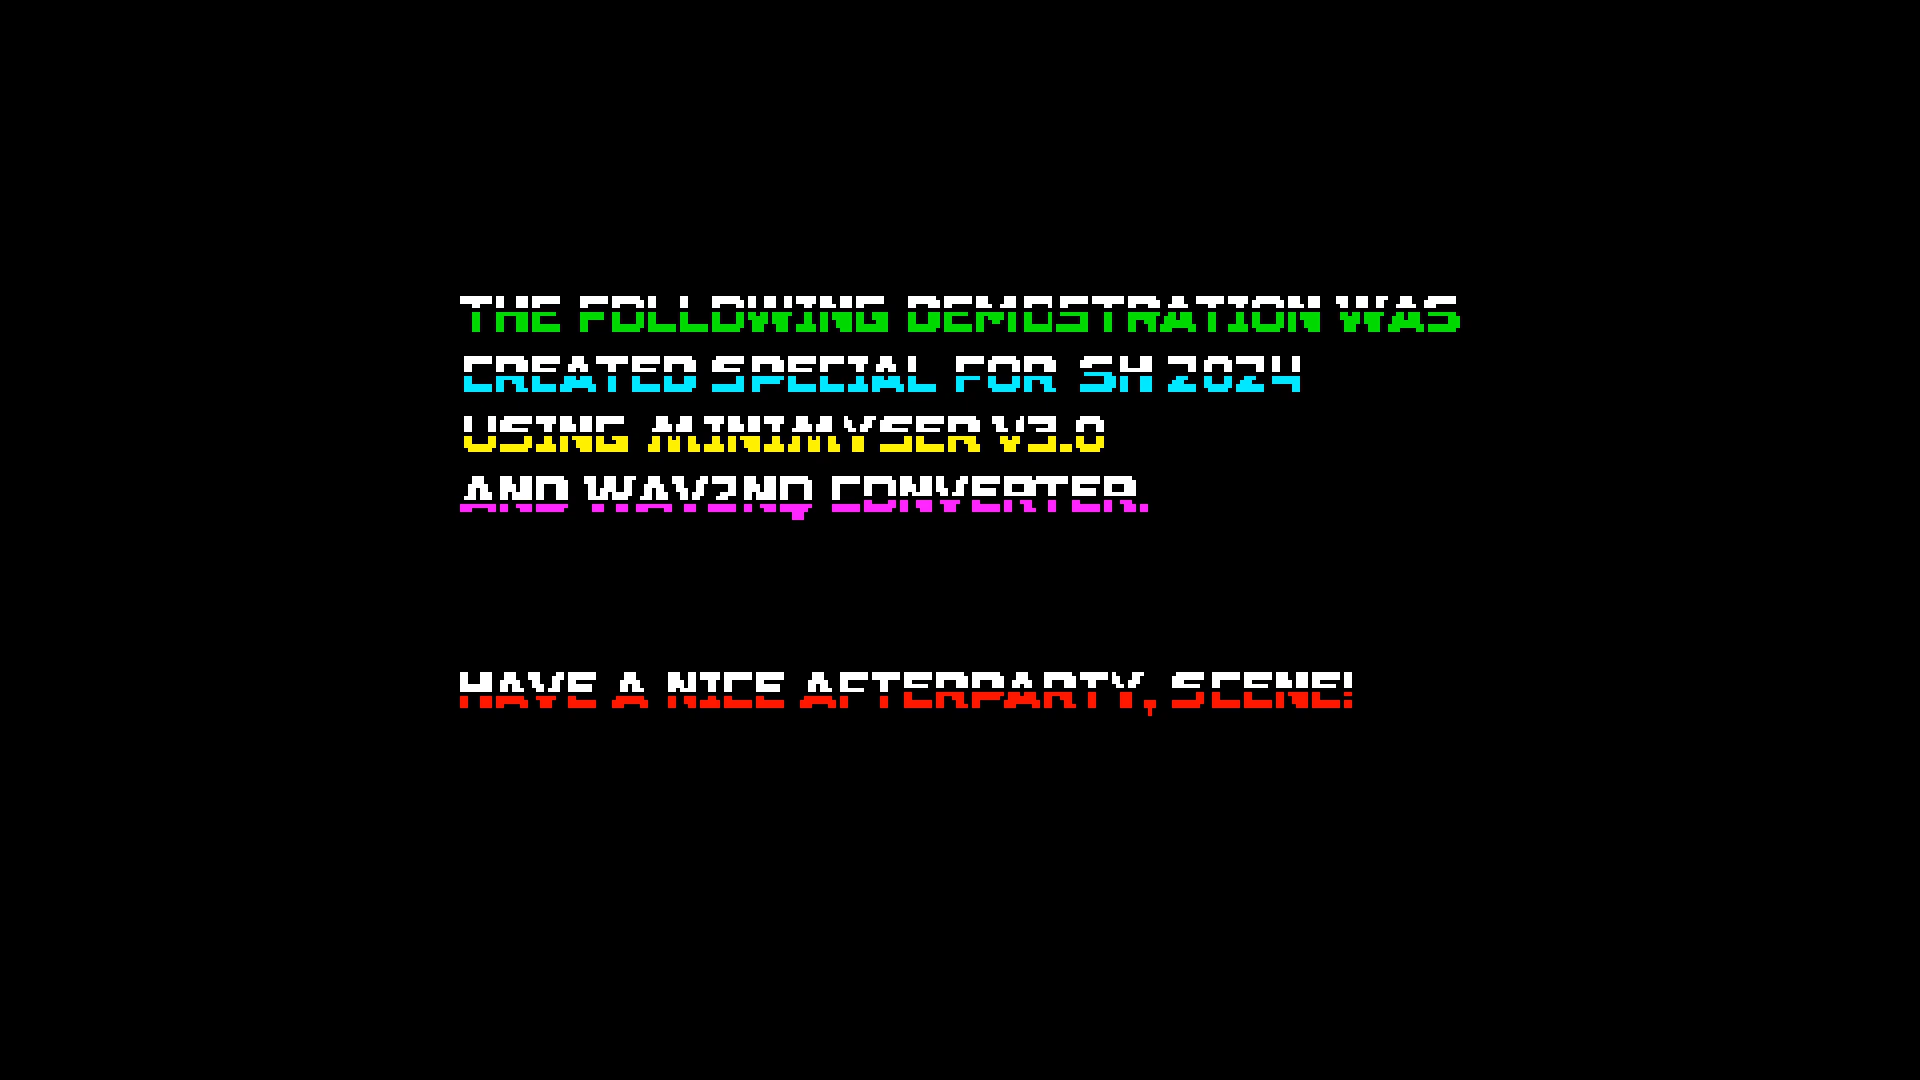 THE FOLLOWING DEMOSTRATION WAS
CREATED SPECIAL FOR SH 2024
USING MINIMYSER V3.0
AND WAV2NQ CONVERTER.
HAVE A NICE AFTERPARTY, SCENE!